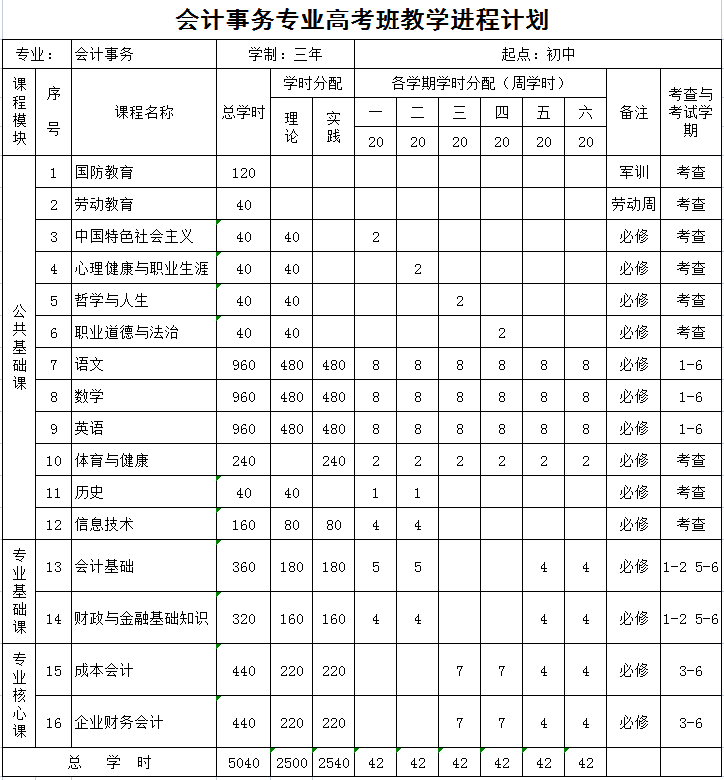 会计事务专业高考班教学进程计划
专业： 会计事务 学制：三年 起点：初中
课程模块 序号 课程名称 总学时 学时分配 各学期学时分配（周学时） 备注 考查与考试学期
理论 实践 一 二 三 四 五 六
20 20 20 20 20 20
公共基础课
1 国防教育 120 军训 考查
2 劳动教育 40 劳动周 考查
3 中国特色社会主义 40 40 2 必修 考查
4 心理健康与职业生涯 40 40 2 必修 考查
5 哲学与人生 40 40 2 必修 考查
6 职业道德与法治 40 40 2 必修 考查
7 语文 960 480 480 8 8 8 8 8 8 必修 1-6
8 数学 960 480 480 8 8 8 8 8 8 必修 1-6
9 英语 960 480 480 8 8 8 8 8 8 必修 1-6
10 体育与健康 240 240 2 2 2 2 2 2 必修 考查
11 历史 40 40 1 1 必修 考查
12 信息技术 160 80 80 4 4 必修 考查
专业基础课
13 会计基础 360 180 180 5 5 4 4 必修 1-2 5-6
14 财政与金融基础知识 320 160 160 4 4 4 4 必修 1-2 5-6
专业核心课
15 成本会计 440 220 220 7 7 4 4 必修 3-6
16 企业财务会计 440 220 220 7 7 4 4 必修 3-6
总 学 时 5040 2500 2540 42 42 42 42 42 42